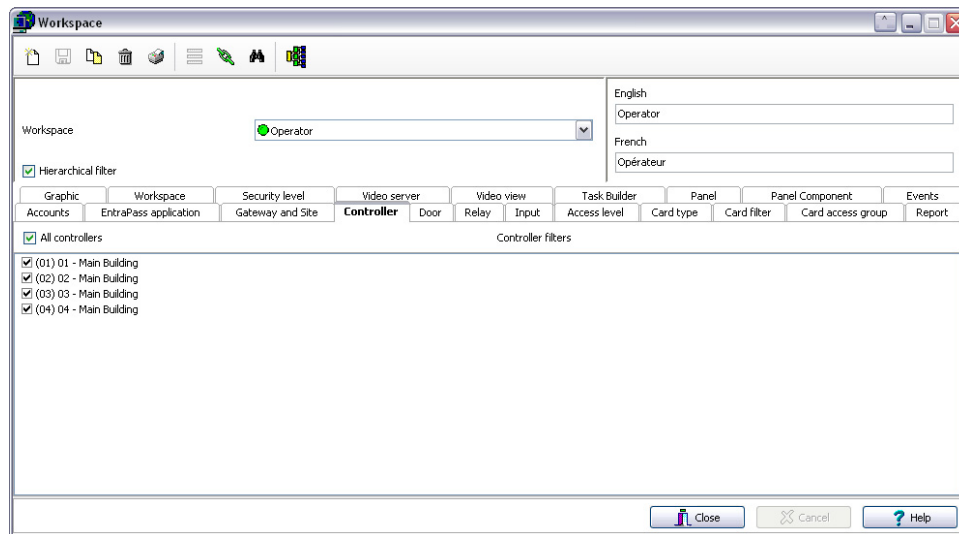 Workspace
English
Operator
Workspace
Operator
French
Opérateur
Hierarchical filter
Graphic Workspace Security level Video server Video view Task Builder Panel Panel Component Events
Accounts EntraPass application Gateway and Site Controller Door Relay Input Access level Card type Card filter Card access group Report
All controllers Controller filters
(01) 01 - Main Building
(02) 02 - Main Building
(03) 03 - Main Building
(04) 04 - Main Building
Close Cancel ? Help